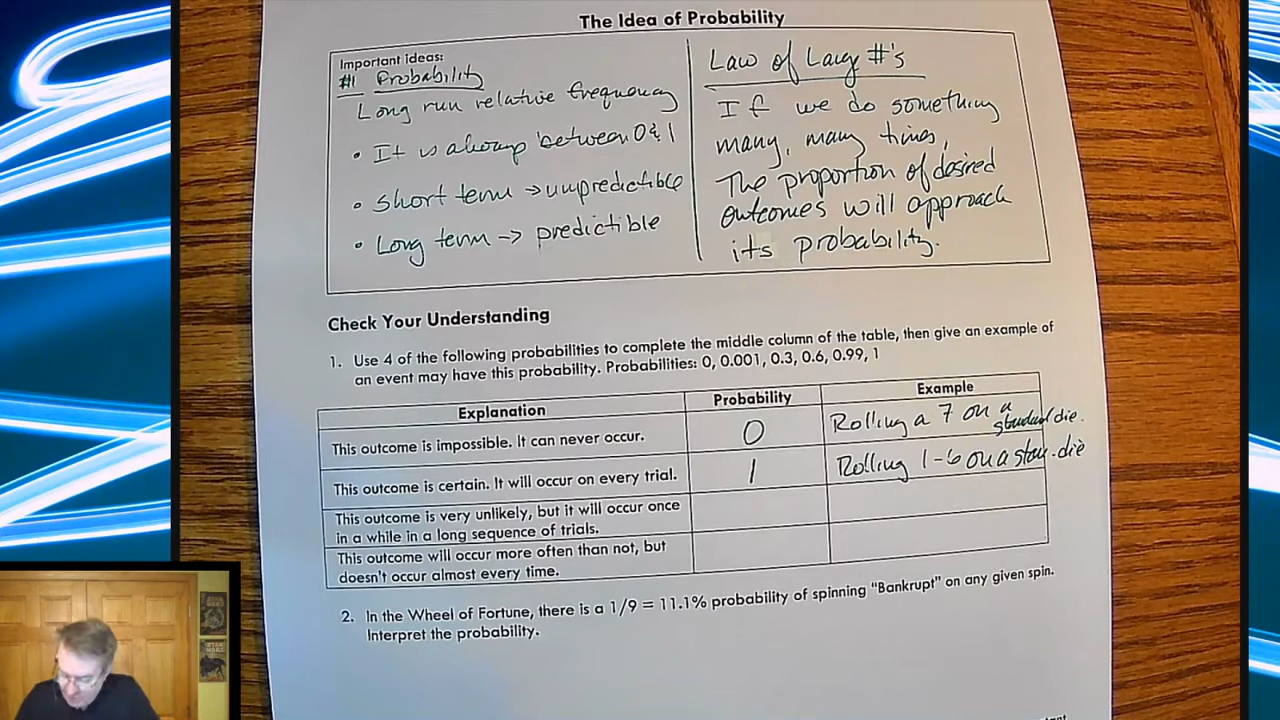 The Idea of Probability
Important ideas:
#1 Probability
Long run relative frequency
• It is always between 0 & 1
• short term → unpredictible
• Long term → predictible
Law of Large #'s
If we do something
many, many times,
The proportion of desired
outcomes will approach
its probability.
Check Your Understanding
1. Use 4 of the following probabilities to complete the middle column of the table, then give an example of
an event may have this probability. Probabilities: 0, 0.001, 0.3, 0.6, 0.99, 1
Explanation Probability Example
This outcome is impossible. It can never occur. 0 Rolling a 7 on a
standard die.
This outcome is certain. It will occur on every trial. 1 Rolling 1-6 on a stan. die
This outcome is very unlikely, but it will occur once
in a while in a long sequence of trials.
This outcome will occur more often than not, but
doesn't occur almost every time.
2. In the Wheel of Fortune, there is a 1/9 = 11.1% probability of spinning “Bankrupt” on any given spin.
Interpret the probability.
STAR
WARS